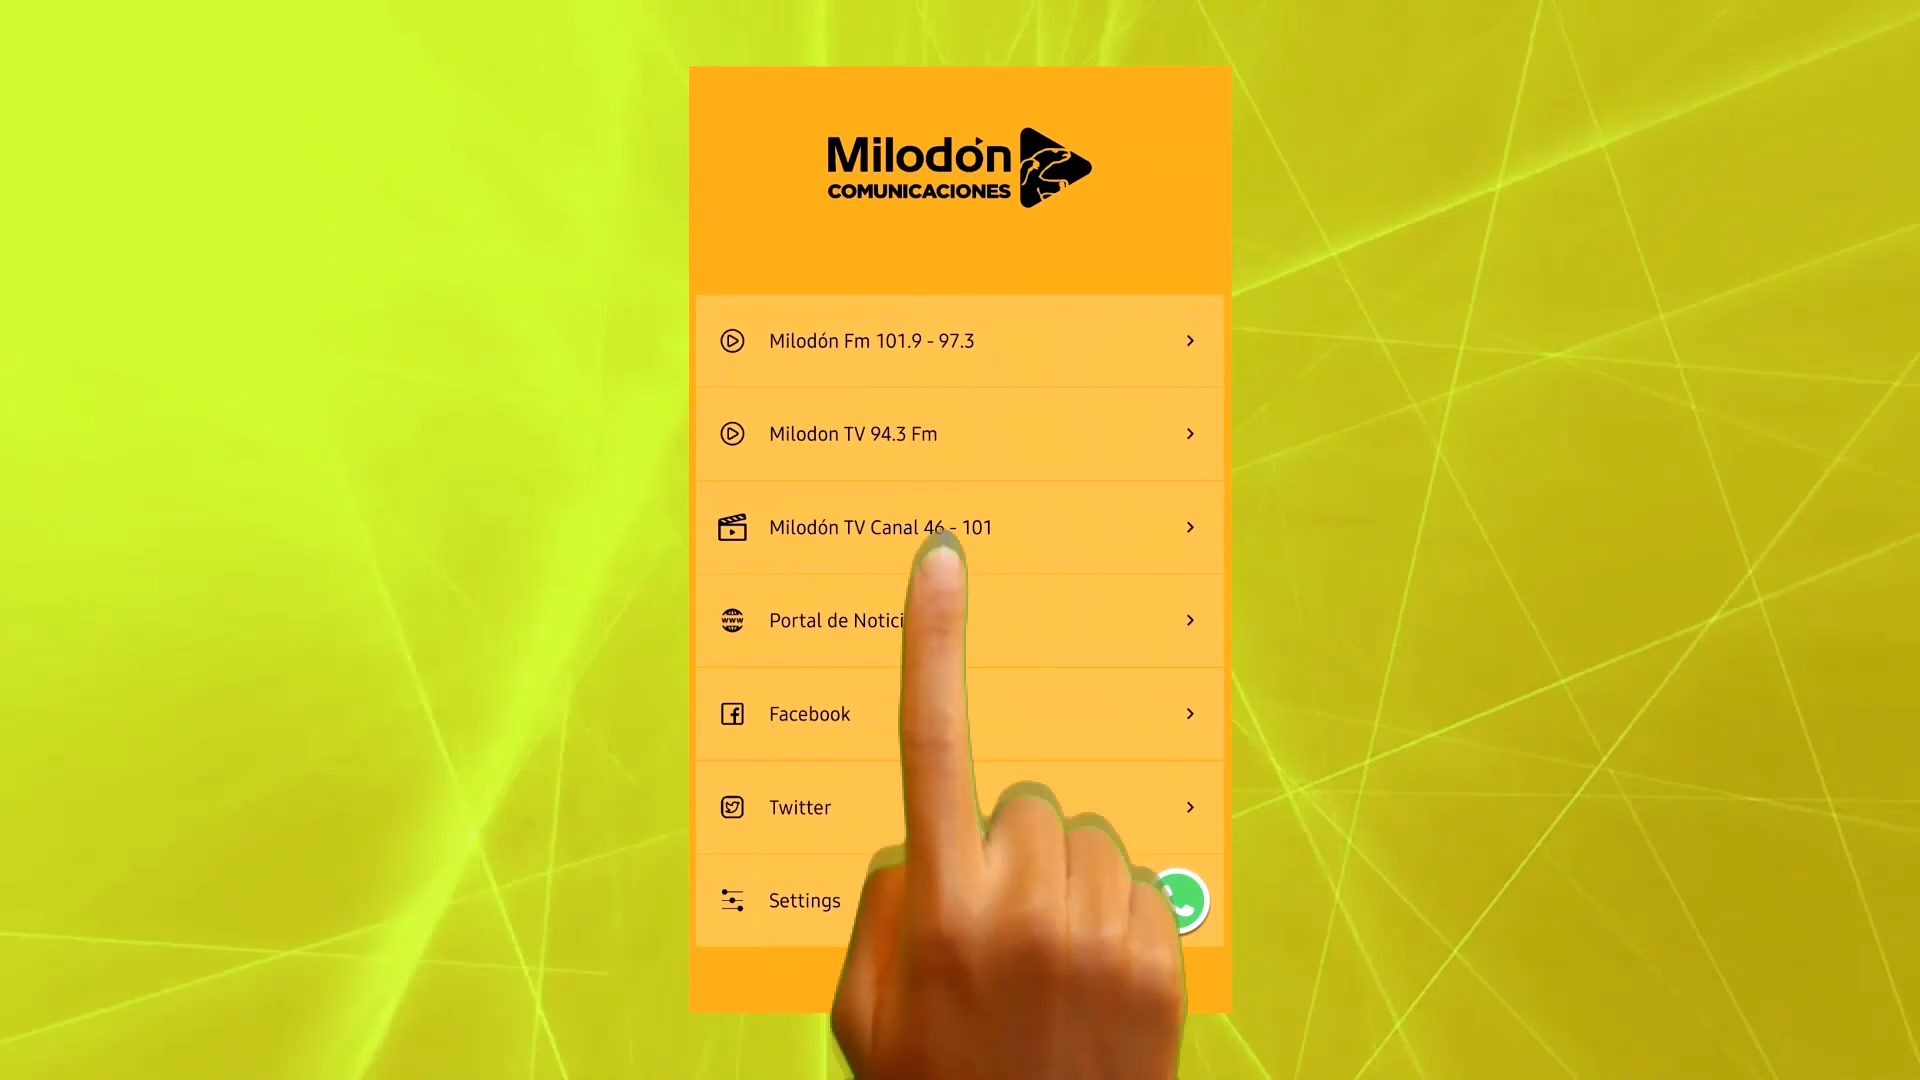 Milodón
COMUNICACIONES
Milodón Fm 101.9 - 97.3
Milodon TV 94.3 Fm
Milodón TV Canal 46 - 101
Portal de
Facebook
Twitter
Settings